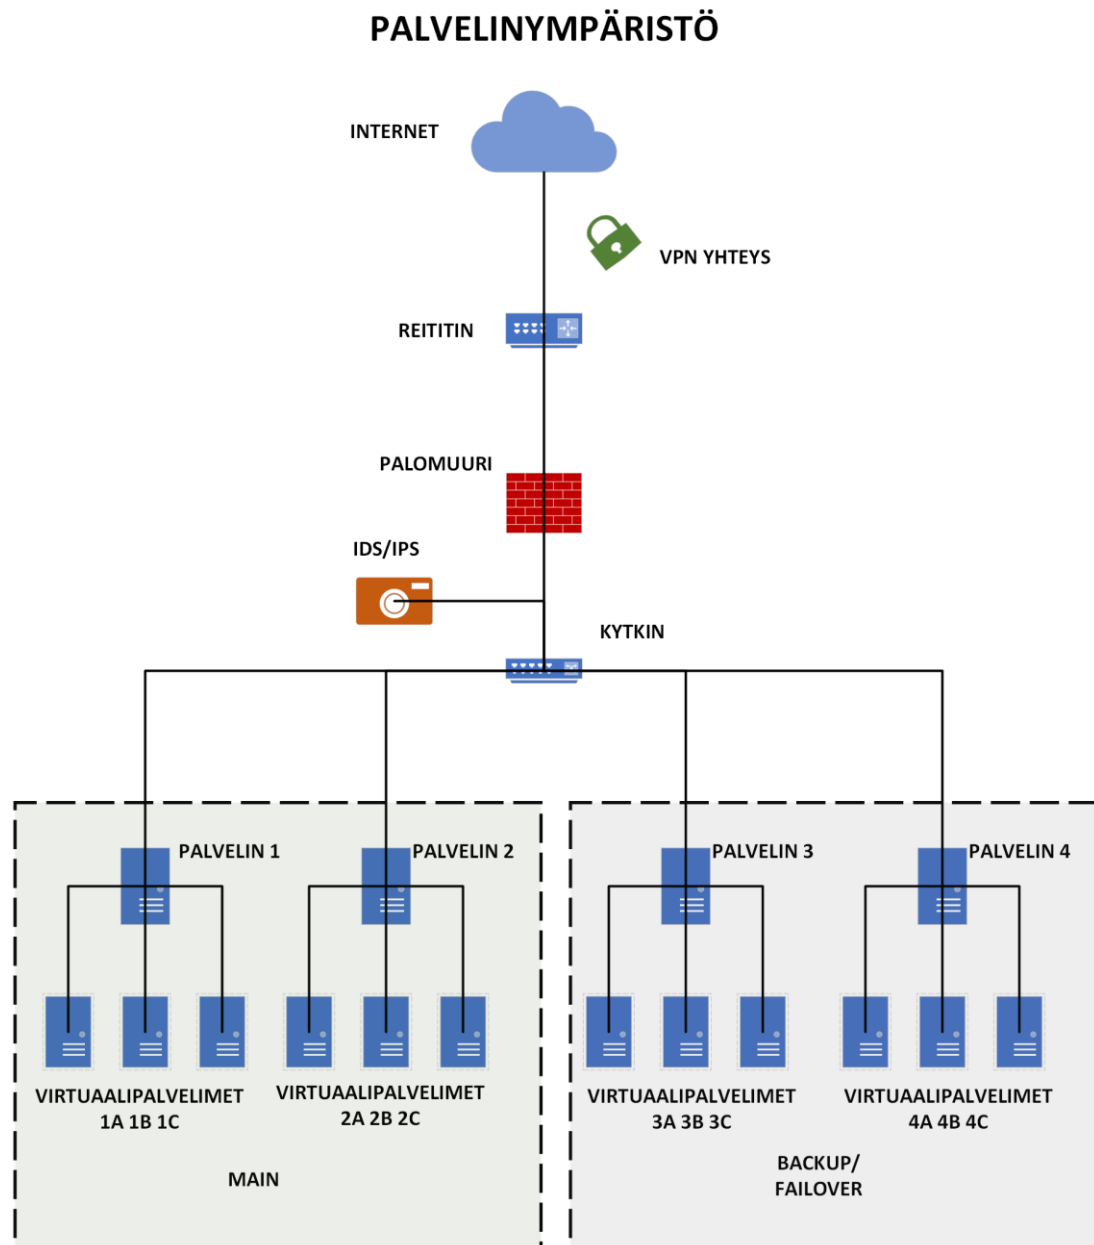 PALVELINYMPÄRISTÖ
INTERNET
VPN YHTEYS
REITITIN
PALOMUURI
IDS/IPS
KYTKIN
PALVELIN 1
PALVELIN 2
PALVELIN 3
PALVELIN 4
VIRTUAALIPALVELIMET
1A 1B 1C
VIRTUAALIPALVELIMET
2A 2B 2C
VIRTUAALIPALVELIMET
3A 3B 3C
VIRTUAALIPALVELIMET
4A 4B 4C
MAIN
BACKUP/
FAILOVER